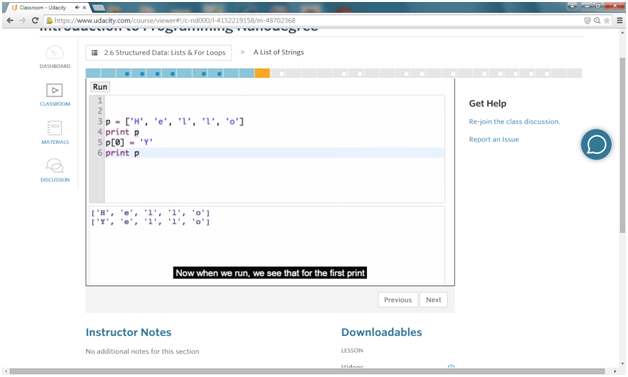 Classroom - Udacity
https://www.udacity.com/course/viewer#!/c-nd000/l-4152219158/m-48702368
Introduction to Programming Nanodegree
2.6 Structured Data: Lists & For Loops > A List of Strings
DASHBOARD
CLASSROOM
MATERIALS
DISCUSSION
Run
1
2
3 p = ['H', 'e', 'l', 'l', 'o']
4 print p
5 p[0] = 'Y'
6 print p
['H', 'e', 'l', 'l', 'o']
['Y', 'e', 'l', 'l', 'o']
Now when we run, we see that for the first print
Previous Next
Get Help
Re-join the class discussion.
Report an Issue
Instructor Notes
No additional notes for this section
Downloadables
LESSON
Videos